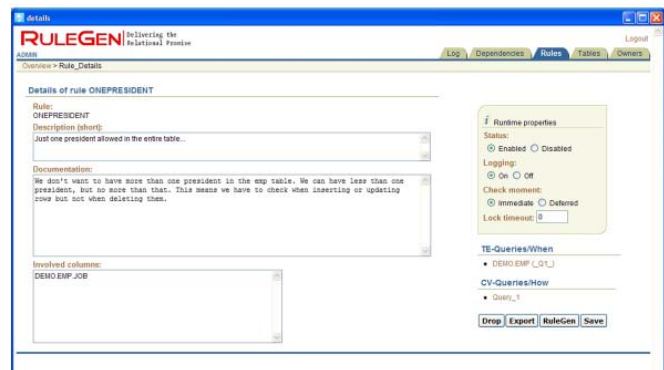 details
RULEGEN Delivering the
Relational Promise
Logout
ADMIN
Log Dependencies Rules Tables Owners
Overview > Rule_Details
Details of rule ONEPRESIDENT
Rule:
ONEPRESIDENT
Description (short):
Just one president allowed in the entire table...
Documentation:
We don't want to have more than one president in the emp table. We can have less than one
president, but no more than that. This means we have to check when inserting or updating
rows but not when deleting them.
Involved columns:
DEMO.EMP.JOB
i Runtime properties
Status:
Enabled Disabled
Logging:
On Off
Check moment:
Immediate Deferred
Lock timeout: 0
TE-Queries/When
• DEMO.EMP (_Q1_)
CV-Queries/How
• Query_1
Drop Export RuleGen Save